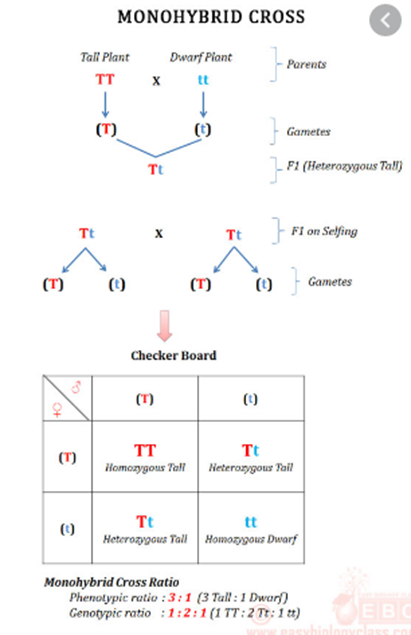 MONOHYBRID CROSS
Tall Plant Dwarf Plant
TT x tt Parents
(T) (t) Gametes
Tt F1 (Heterozygous Tall)
Tt x Tt F1 on Selfing
(T) (t) (T) (t) Gametes
Checker Board
♂ (T) (t)
♀
(T) TT Tt
Homozygous Tall Heterozygous Tall
(t) Tt tt
Heterozygous Tall Homozygous Dwarf
Monohybrid Cross Ratio
Phenotypic ratio : 3 : 1 (3 Tall : 1 Dwarf)
Genotypic ratio : 1 : 2 : 1 (1 TT : 2 Tt : 1 tt)
EBC